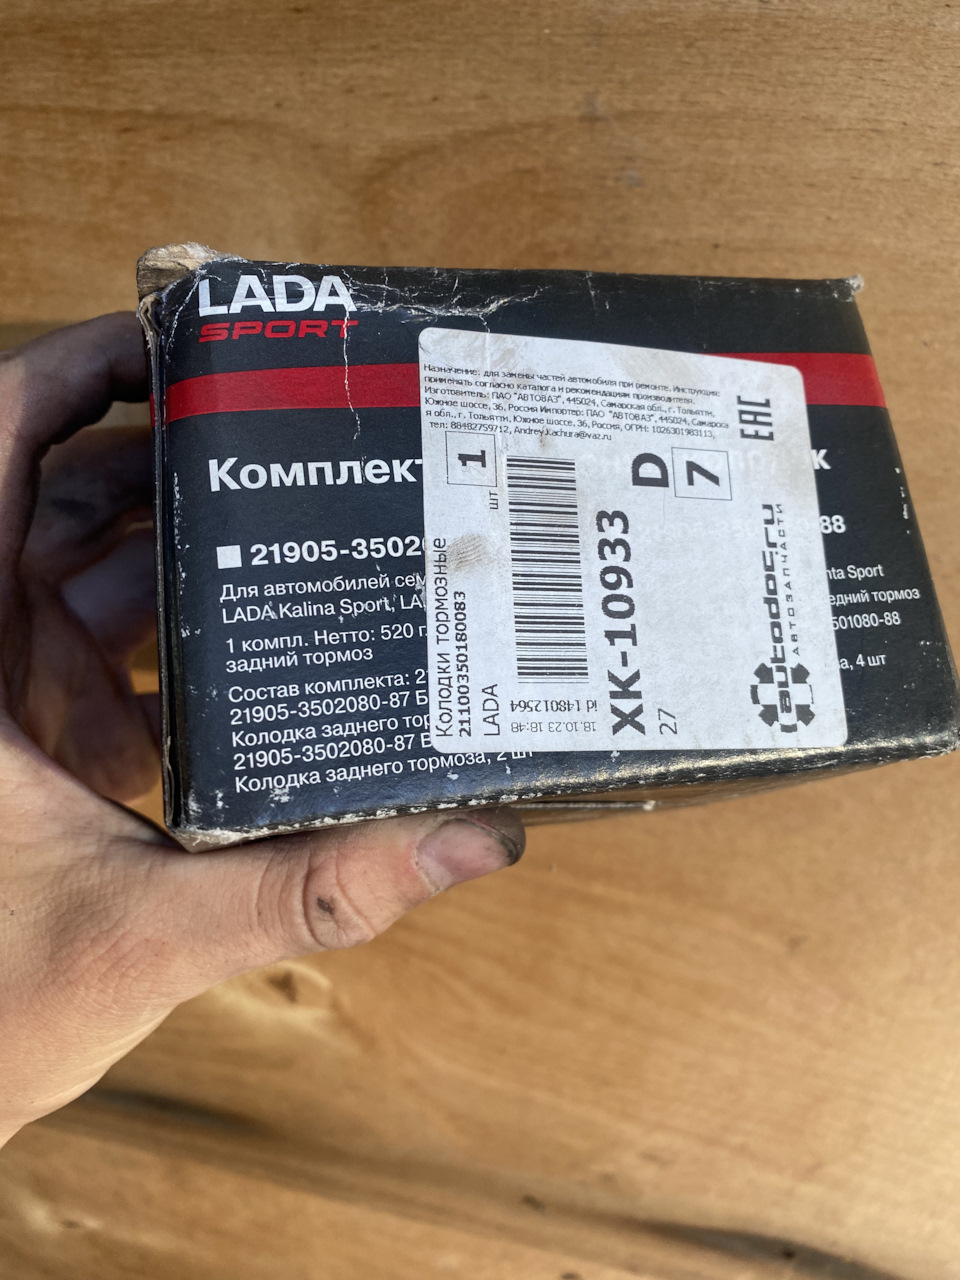 LADA
SPORT
Комплект
к
21905-3502
88
Для автомобилей сем
LADA Kalina Sport, LA
nta Sport
1 компл. Нетто: 520 г.
едний тормоз
задний тормоз
501080-88
Состав комплекта: 2
а, 4 шт
21905-3502080-87 В
Колодка заднего тор
21905-3502080-87 В
Колодка заднего тормоза, 2 шт
Назначение: для замены частей автомобиля при ремонте. Инструкция:
применять согласно каталога и рекомендациям производителя.
Изготовитель: ПАО "АВТОВАЗ", 445024, Самарская обл., г. Тольятти,
Южное шоссе, 36, Россия Импортер: ПАО "АВТОВАЗ", 445024, Самарска
я обл., г. Тольятти, Южное шоссе, 36, Россия, ОГРН: 1026301983113,
тел: 88482759712, Andrey.Kachura@vaz.ru
EAC
1
шт
D
7
Колодки тормозные
21100350180083
LADA
18.10.23 18:48
id 148012564
XK-10933
27
autodoc.ru
АВТОЗАПЧАСТИ